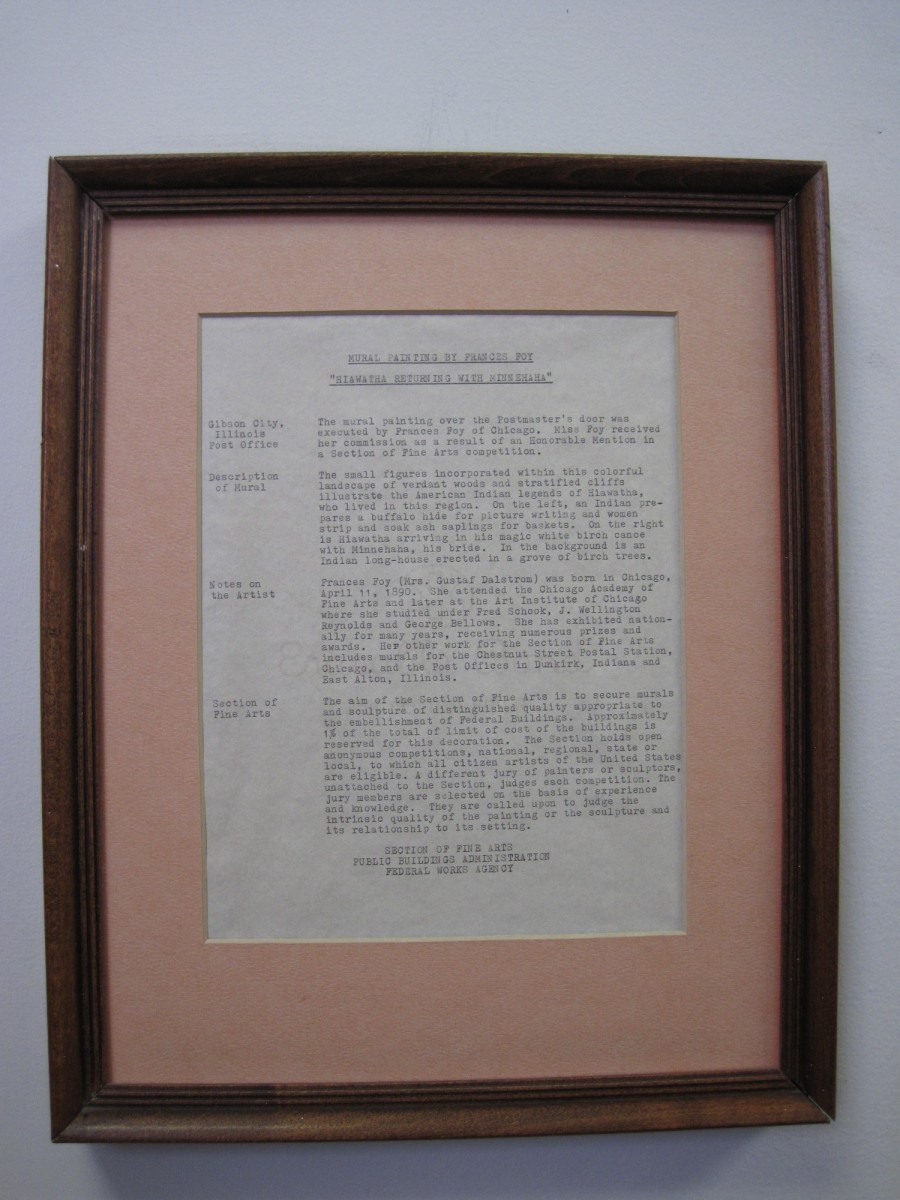 MURAL PAINTING BY FRANCES FOY
"HIAWATHA RETURNING WITH MINNEHAHA"
Gibson City,
Illinois
Post Office
The mural painting over the Postmaster's door was
executed by Frances Foy of Chicago. Miss Foy received
her commission as a result of an Honorable Mention in
a Section of Fine Arts competition.
Description
of Mural
The small figures incorporated within this colorful
landscape of verdant woods and stratified cliffs
illustrate the American Indian legends of Hiawatha,
who lived in this region. On the left, an Indian pre-
pares a buffalo hide for picture writing and women
strip and soak ash saplings for baskets. On the right
is Hiawatha arriving in his magic white birch canoe
with Minnehaha, his bride. In the background is an
Indian long-house erected in a grove of birch trees.
Notes on
the Artist
Frances Foy (Mrs. Gustaf Dalstrom) was born in Chicago,
April 11, 1890. She attended the Chicago Academy of
Fine Arts and later at the Art Institute of Chicago
where she studied under Fred Schook, J. Wellington
Reynolds and George Bellows. She has exhibited nation-
ally for many years, receiving numerous prizes and
awards. Her other work for the Section of Fine Arts
includes murals for the Chestnut Street Postal Station,
Chicago, and the Post Offices in Dunkirk, Indiana and
East Alton, Illinois.
Section of
Fine Arts
The aim of the Section of Fine Arts is to secure murals
and sculpture of distinguished quality appropriate to
the embellishment of Federal Buildings. Approximately
1% of the total of limit of cost of the buildings is
reserved for this decoration. The Section holds open
anonymous competitions, national, regional, state or
local, to which all citizen artists of the United States
are eligible. A different jury of painters or sculptors,
unattached to the Section, judges each competition. The
jury members are selected on the basis of experience
and knowledge. They are called upon to judge the
intrinsic quality of the painting or the sculpture and
its relationship to its setting.
SECTION OF FINE ARTS
PUBLIC BUILDINGS ADMINISTRATION
FEDERAL WORKS AGENCY